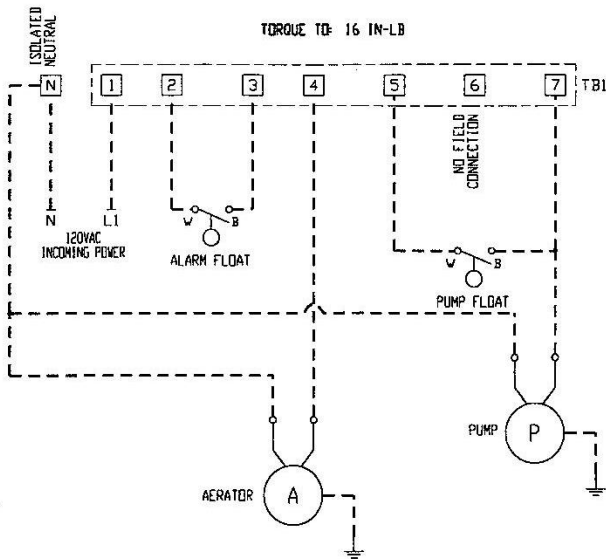 TORQUE TO: 16 IN-LB
ISOLATED
NEUTRAL
N 1 2 3 4 5 6 7 TB1
NO FIELD
CONNECTION
N L1
120VAC
INCOMING POWER
W B
ALARM FLOAT
W B
PUMP FLOAT
PUMP P
AERATOR A